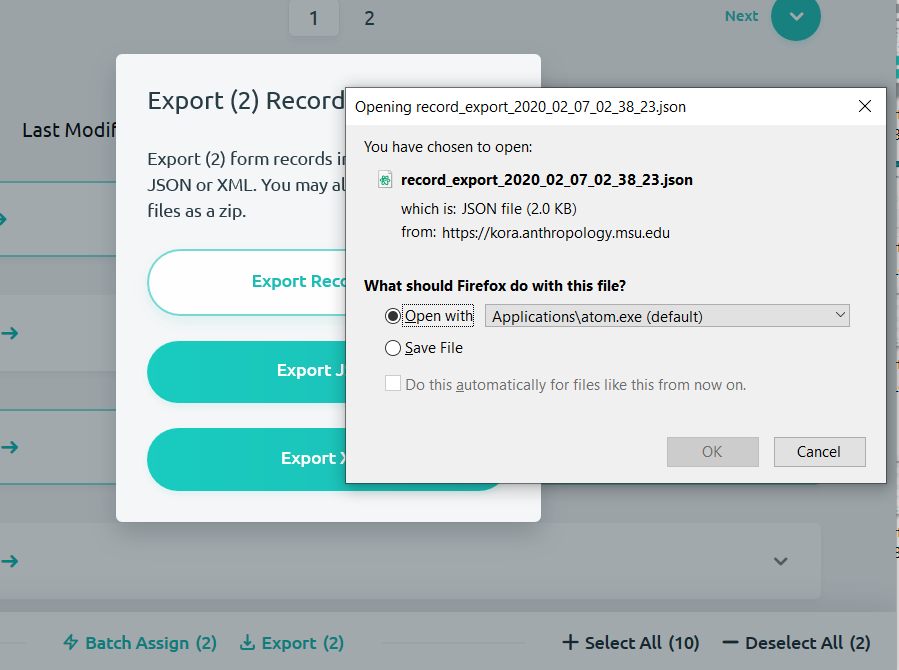 1 2 Next
Export (2) Record
Last Modif
Export (2) form records in
JSON or XML. You may al
files as a zip.
Export Reco
Export J
Export X
Opening record_export_2020_02_07_02_38_23.json
You have chosen to open:
record_export_2020_02_07_02_38_23.json
which is: JSON file (2.0 KB)
from: https://kora.anthropology.msu.edu
What should Firefox do with this file?
Open with Applications\atom.exe (default)
Save File
Do this automatically for files like this from now on.
OK Cancel
Batch Assign (2) Export (2) Select All (10) Deselect All (2)